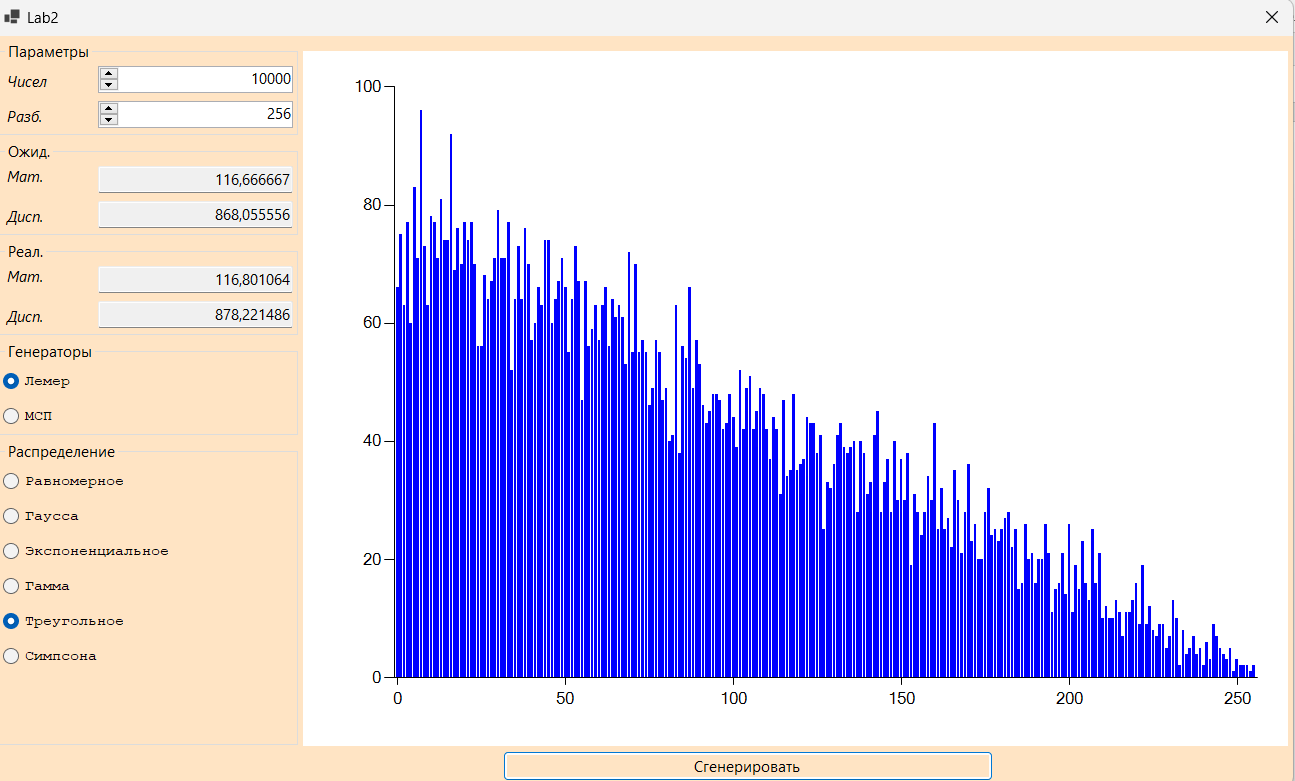 Lab2
Параметры
Чисел 10000
Разб. 256
Ожид.
Мат. 116,666667
Дисп. 868,055556
Реал.
Мат. 116,801064
Дисп. 878,221486
Генераторы
Лемер
МСП
Распределение
Равномерное
Гаусса
Экспоненциальное
Гамма
Треугольное
Симпсона
100
80
60
40
20
0
0 50 100 150 200 250
Сгенерировать